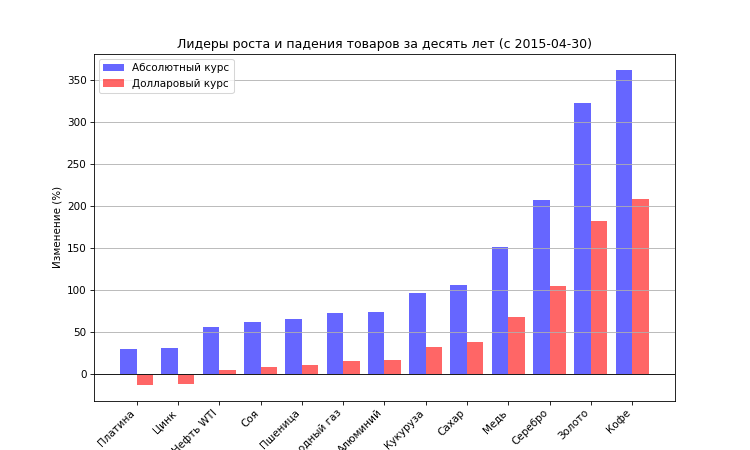 Лидеры роста и падения товаров за десять лет (с 2015-04-30)
Абсолютный курс
Долларовый курс
Изменение (%)
350
300
250
200
150
100
50
0
Платина
Цинк
Нефть WTI
Соя
Пшеница
газ
Алюминий
Кукуруза
Сахар
Медь
Серебро
Золото
Кофе